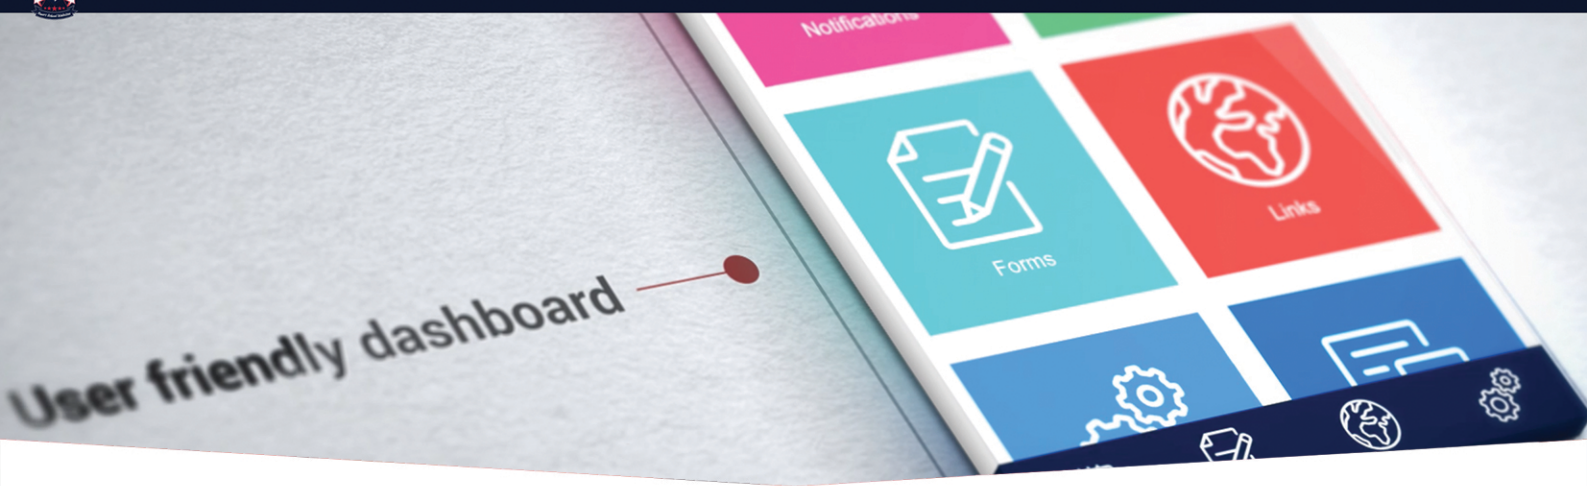 Notifications
Links
Forms
User friendly dashboard